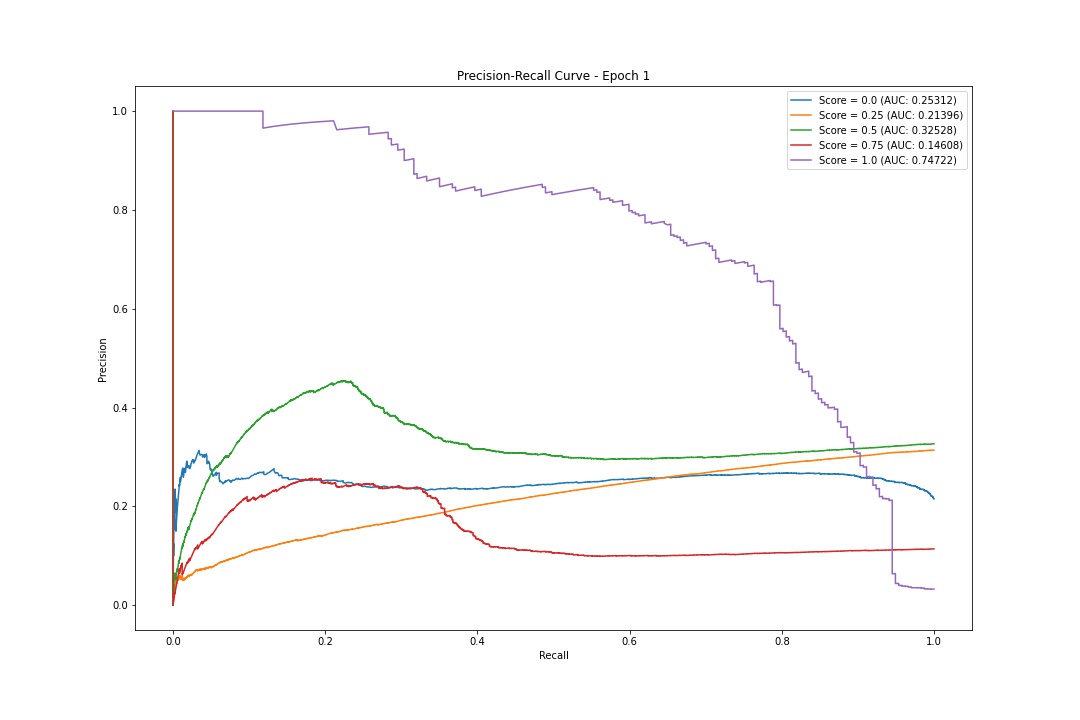 Precision-Recall Curve - Epoch 1
Score = 0.0 (AUC: 0.25312)
Score = 0.25 (AUC: 0.21396)
Score = 0.5 (AUC: 0.32528)
Score = 0.75 (AUC: 0.14608)
Score = 1.0 (AUC: 0.74722)
Precision
1.0
0.8
0.6
0.4
0.2
0.0
0.0 0.2 0.4 0.6 0.8 1.0
Recall